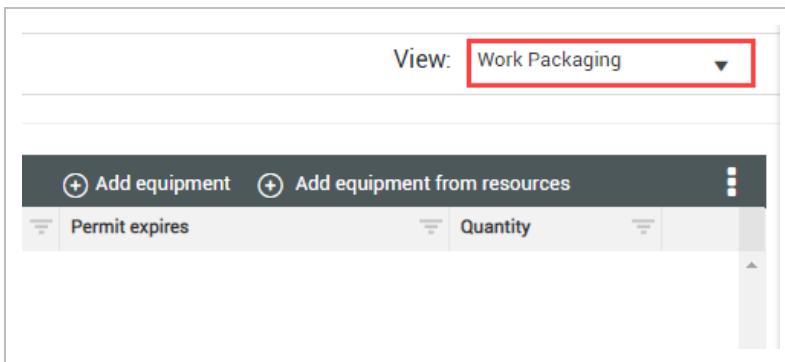 View: Work Packaging
Add equipment Add equipment from resources
Permit expires Quantity